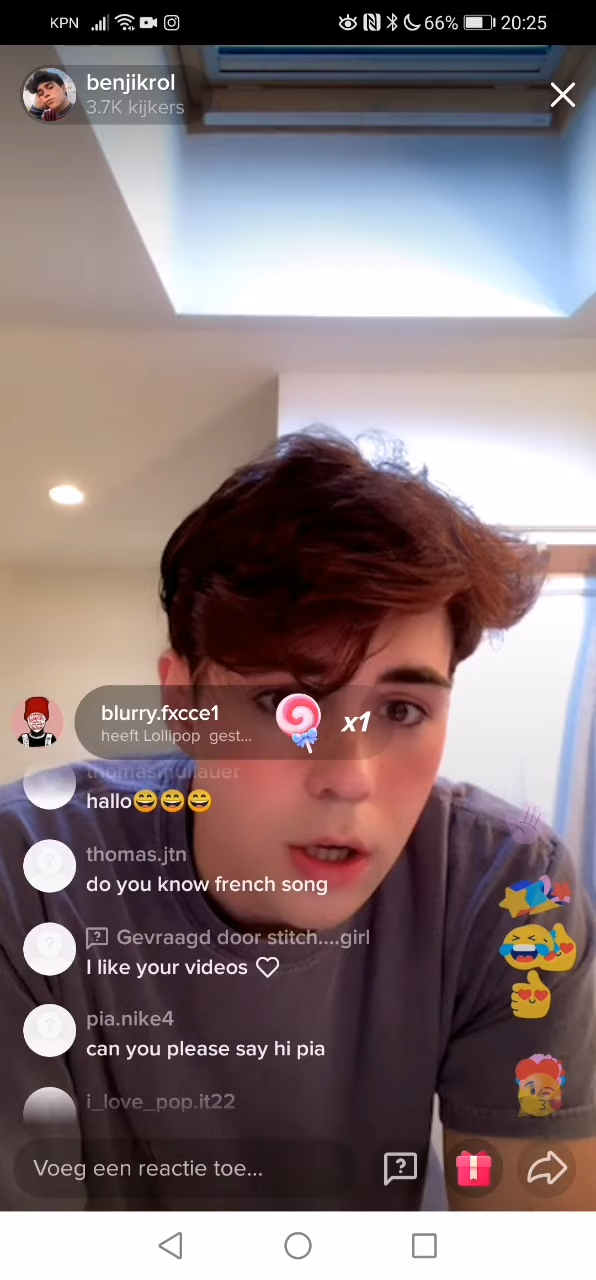 KPN 66% 20:25
benjikrol
3.7K kijkers
blurry.fxcce1
heeft Lollipop gest...
x1
thomasmullauer
hallo😄😄😄
thomas.jtn
do you know french song
Gevraagd door stitch....girl
I like your videos ♡
pia.nike4
can you please say hi pia
i_love_pop.it22
Voeg een reactie toe...